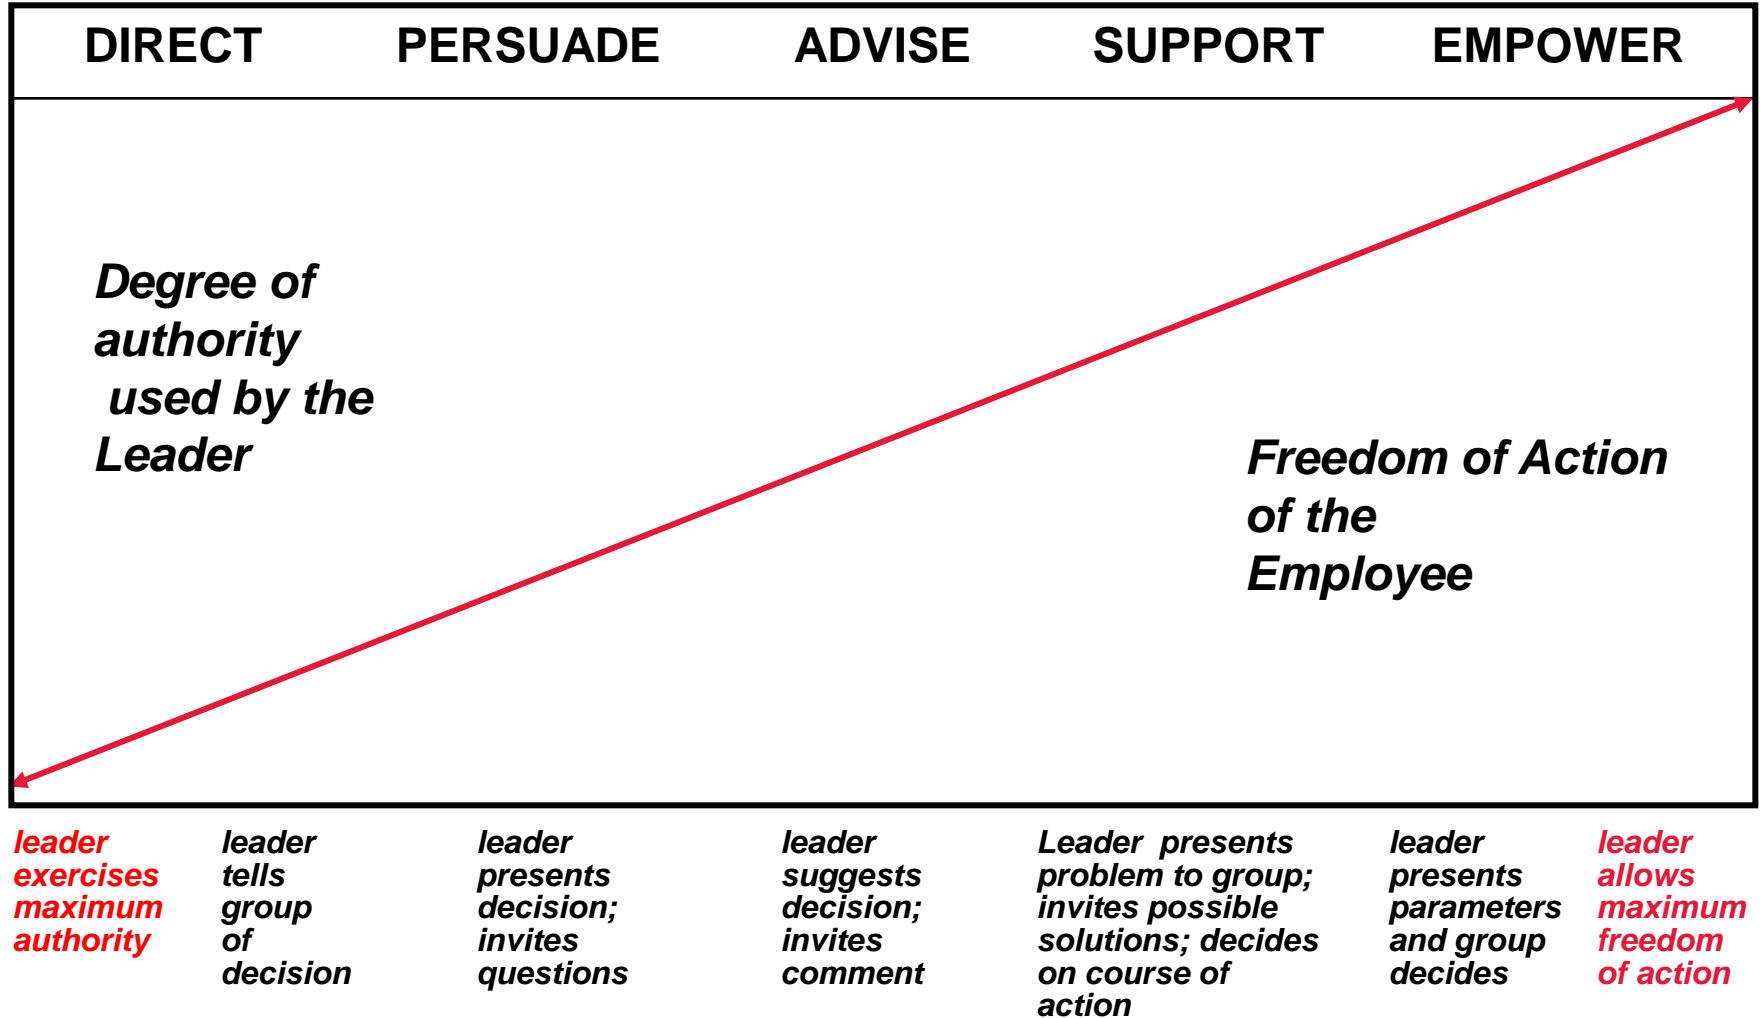 DIRECT PERSUADE ADVISE SUPPORT EMPOWER
Degree of
authority
used by the
Leader
Freedom of Action
of the
Employee
leader
exercises
maximum
authority
leader
tells
group
of
decision
leader
presents
decision;
invites
questions
leader
suggests
decision;
invites
comment
Leader presents
problem to group;
invites possible
solutions; decides
on course of
action
leader
presents
parameters
and group
decides
leader
allows
maximum
freedom
of action